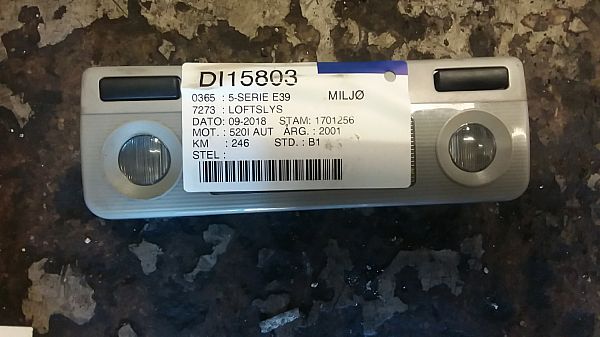 DI15803
0365 : 5-SERIE E39 MILJØ
7273 : LOFTSLYS
DATO: 09-2018 STAM: 1701256
MOT. : 520I AUT ÅRG. : 2001
KM : 246 STD. : B1
STEL :